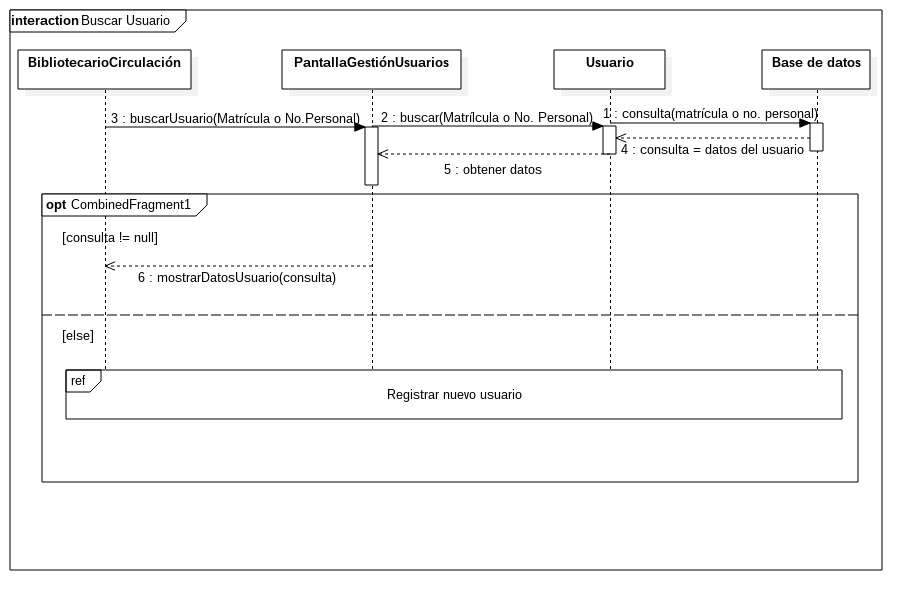 interaction Buscar Usuario
BibliotecarioCirculación
PantallaGestiónUsuarios
Usuario
Base de datos
3 : buscarUsuario(Matrícula o No.Personal)
2 : buscar(Matrílcula o No. Personal)
1 : consulta(matrícula o no. personal)
4 : consulta = datos del usuario
5 : obtener datos
opt CombinedFragment1
[consulta != null]
6 : mostrarDatosUsuario(consulta)
[else]
ref
Registrar nuevo usuario